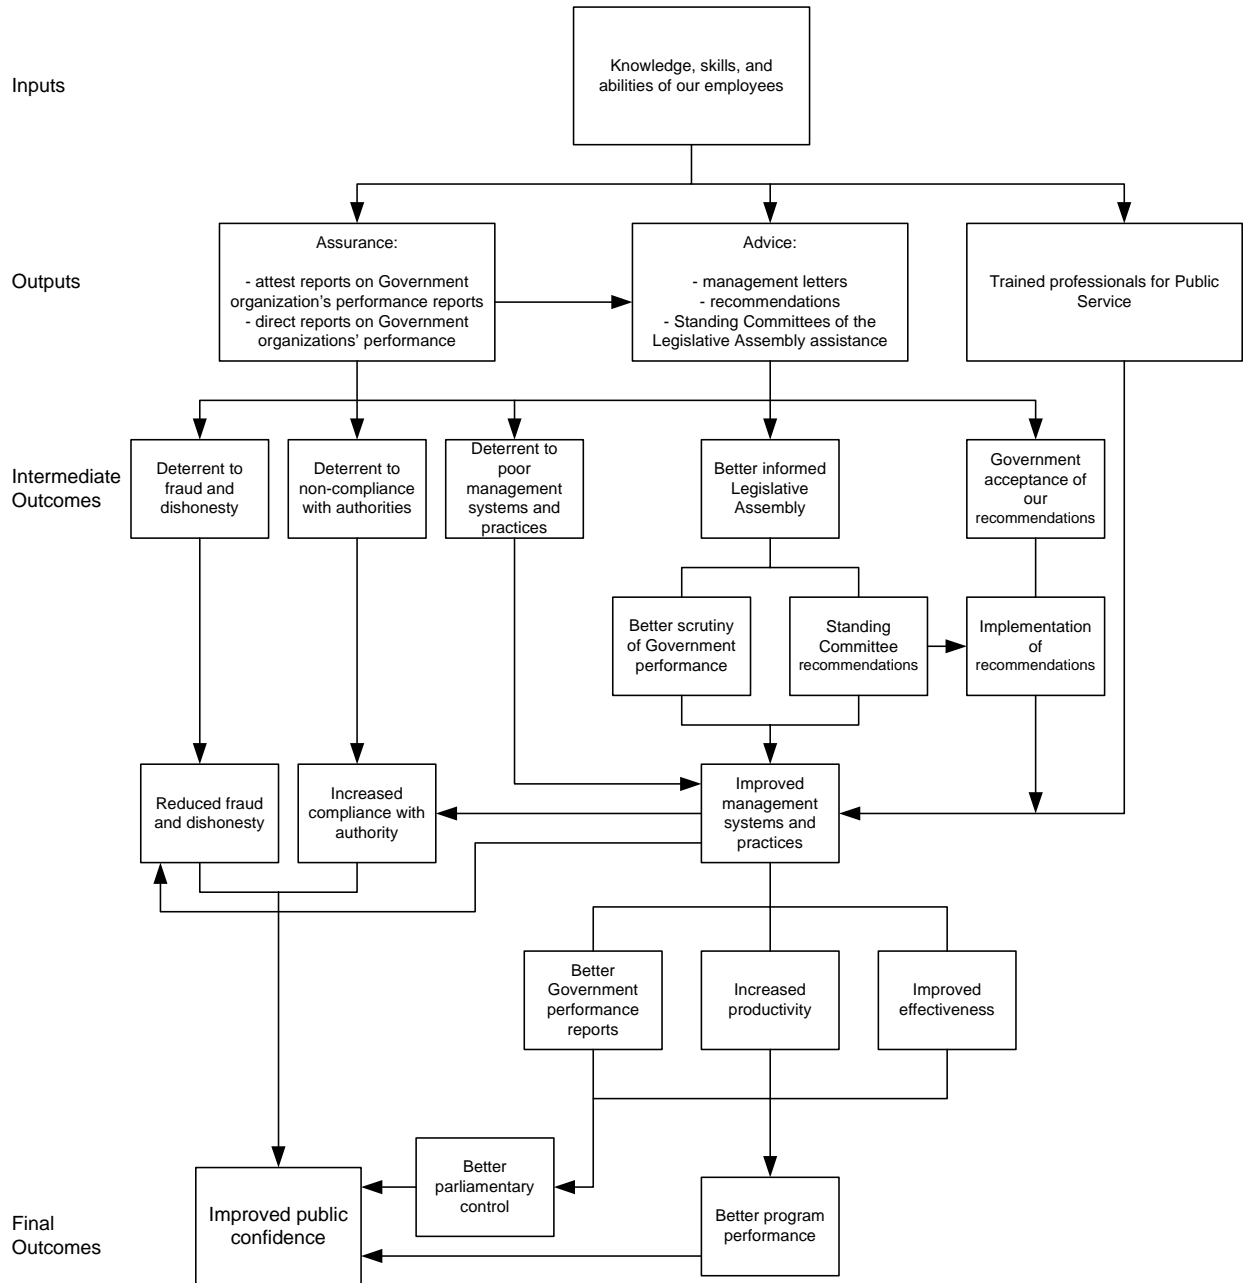 Inputs
Knowledge, skills, and
abilities of our employees
Outputs
Assurance:
- attest reports on Government
organization's performance reports
- direct reports on Government
organizations' performance
Advice:
- management letters
- recommendations
- Standing Committees of the
Legislative Assembly assistance
Trained professionals for Public
Service
Intermediate
Outcomes
Deterrent to
fraud and
dishonesty
Deterrent to
non-compliance
with authorities
Deterrent to
poor
management
systems and
practices
Better informed
Legislative
Assembly
Government
acceptance of
our
recommendations
Better scrutiny
of Government
performance
Standing
Committee
recommendations
Implementation
of
recommendations
Reduced fraud
and dishonesty
Increased
compliance with
authority
Improved
management
systems and
practices
Better
Government
performance
reports
Increased
productivity
Improved
effectiveness
Final
Outcomes
Improved public
confidence
Better
parliamentary
control
Better program
performance